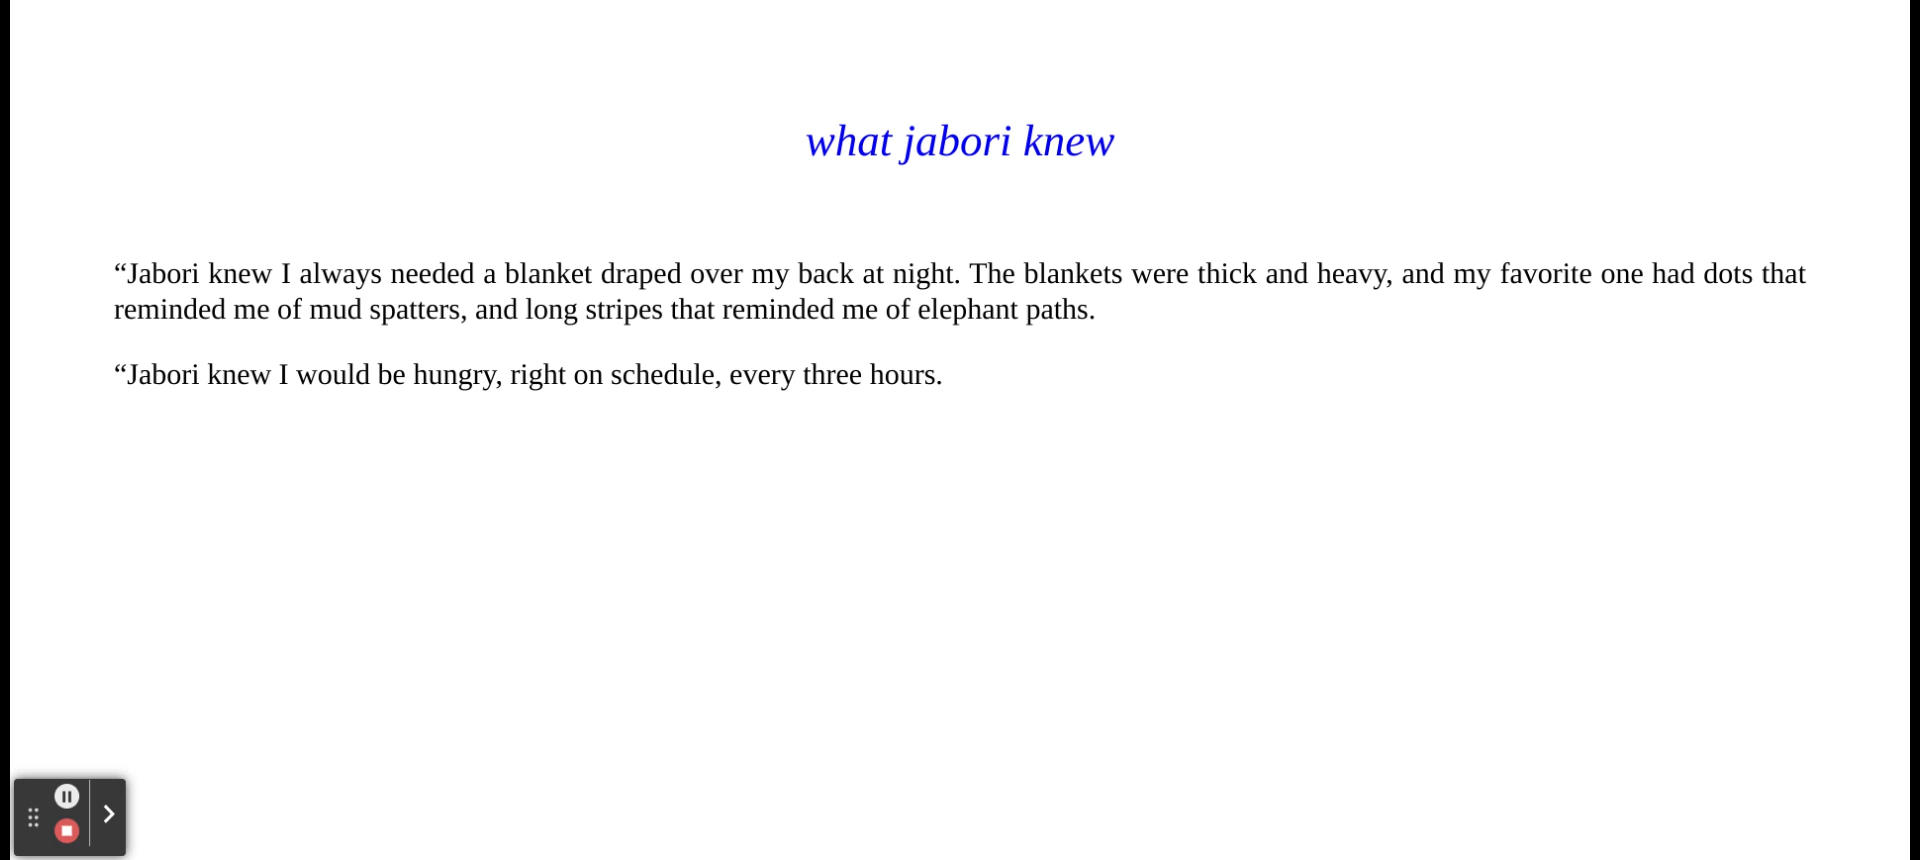 what jabori knew
“Jabori knew I always needed a blanket draped over my back at night. The blankets were thick and heavy, and my favorite one had dots that
reminded me of mud spatters, and long stripes that reminded me of elephant paths.
“Jabori knew I would be hungry, right on schedule, every three hours.